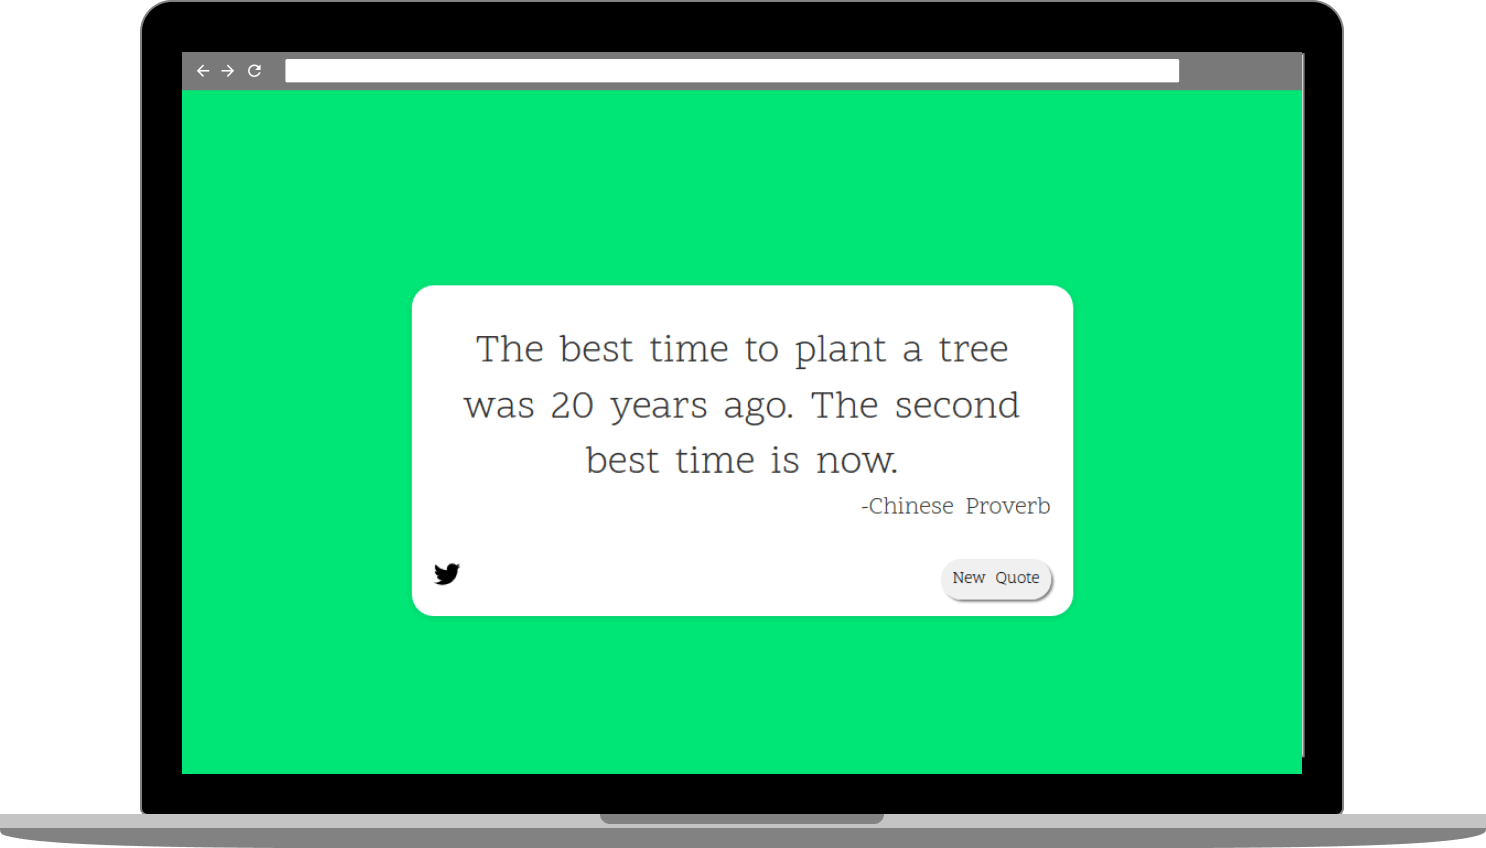 The best time to plant a tree
was 20 years ago. The second
best time is now.
-Chinese Proverb
New Quote